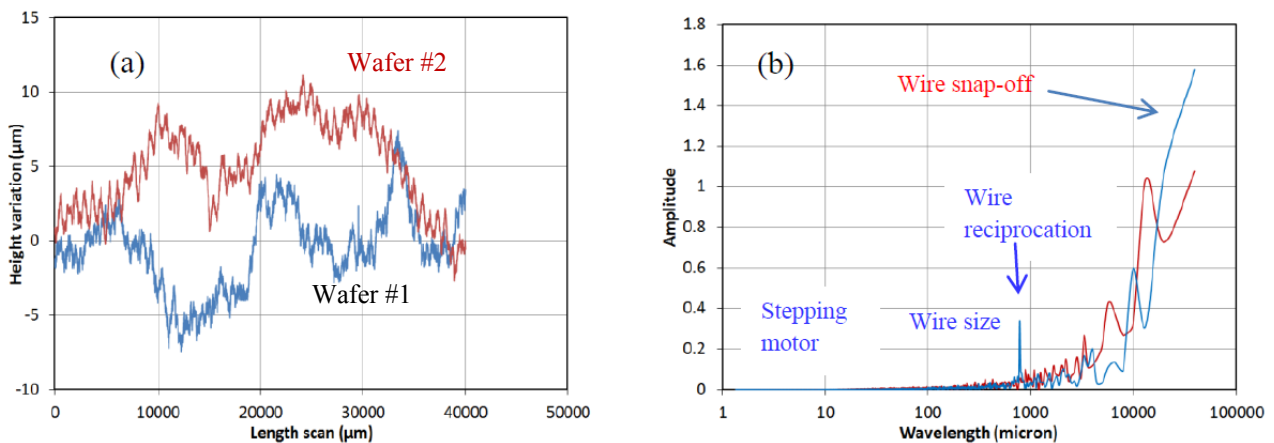 (a)
Wafer #2
Wafer #1
15
10
5
0
-5
-10
Height variation (µm)
0
10000
20000
30000
40000
50000
Length scan (µm)
(b)
Wire snap-off
Wire
reciprocation
Stepping
motor
Wire size
1.8
1.6
1.4
1.2
1
0.8
0.6
0.4
0.2
0
Amplitude
1
10
100
1000
10000
100000
Wavelength (micron)